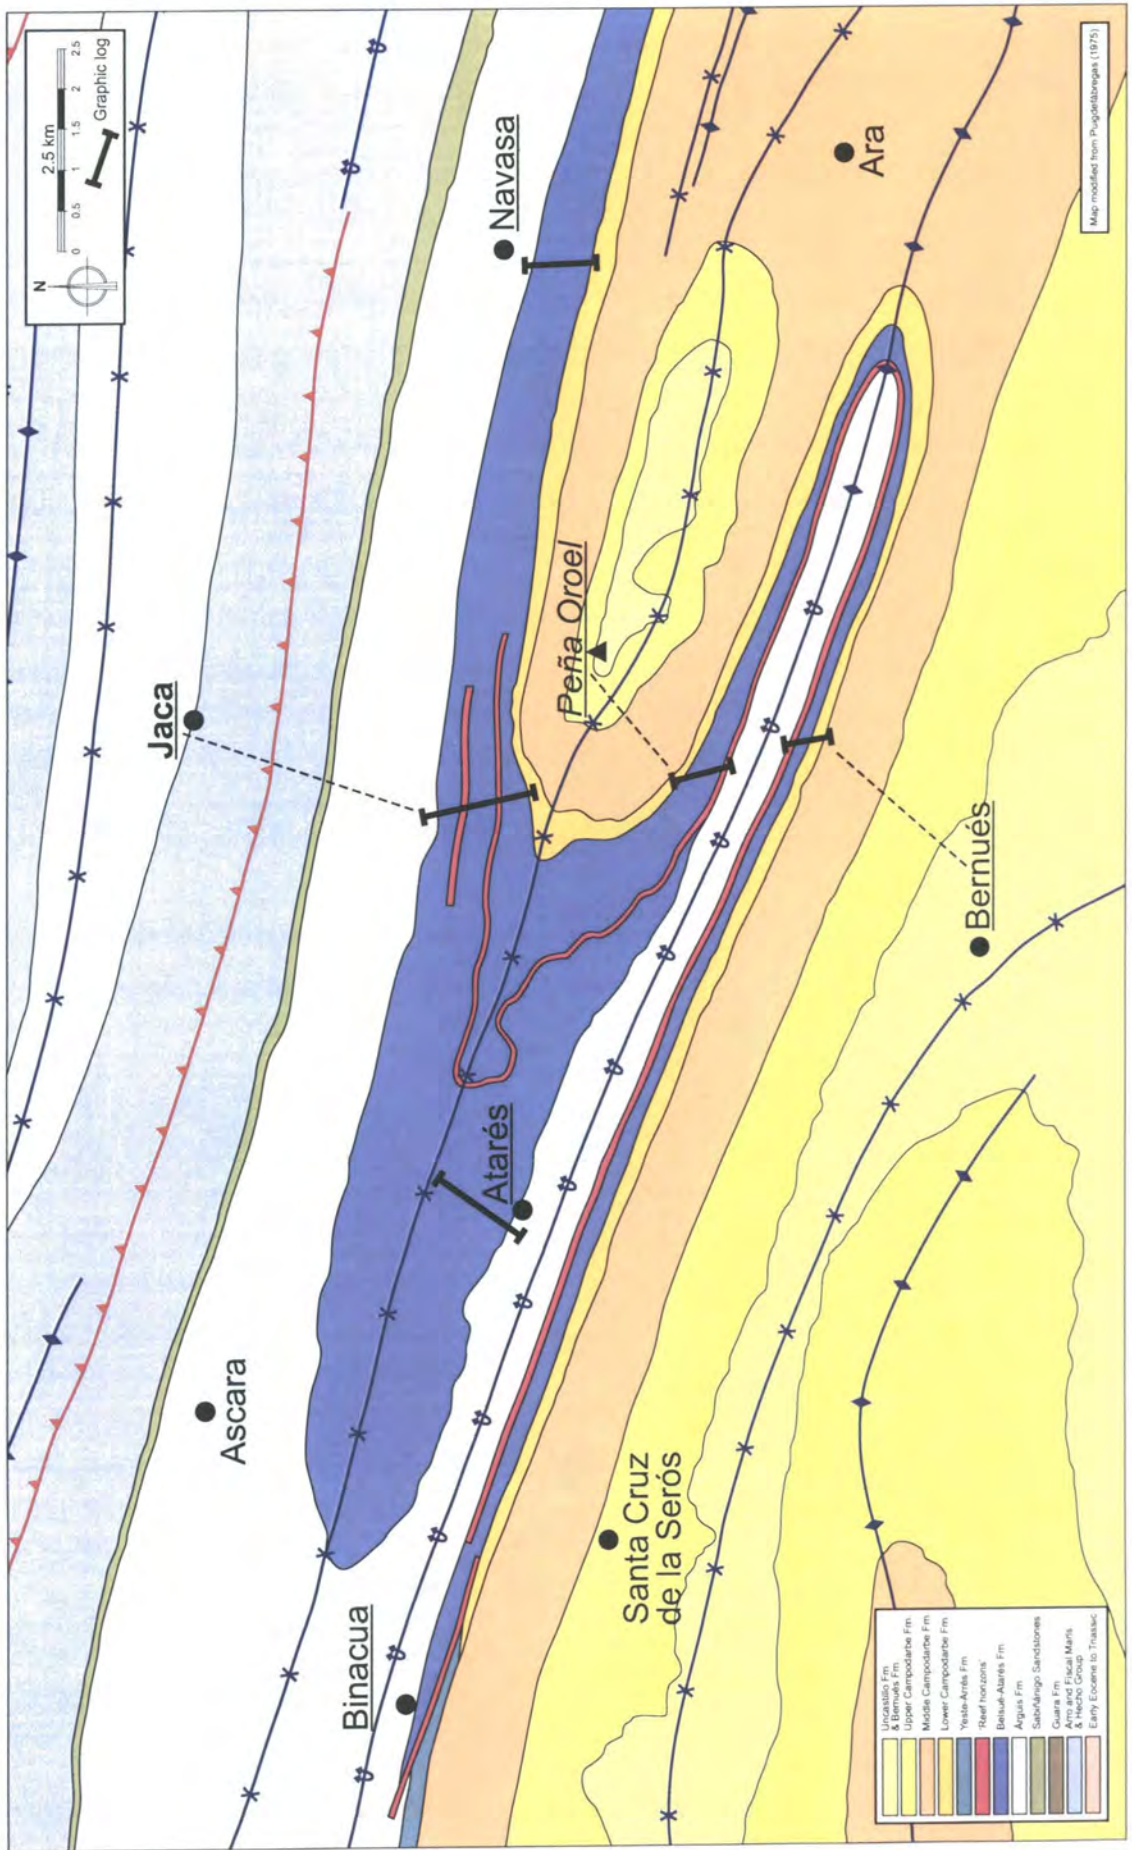 N
2.5 km
0 0.5 1 1.5 2 2.5
Graphic log
Jaca
Navasa
Ascara
Peña Oroel
Ara
Atarés
Binacua
Bernués
Santa Cruz
de la Serós
Uncastillo Fm
& Bernués Fm
Upper Campodarbe Fm
Middle Campodarbe Fm
Lower Campodarbe Fm
Yeste-Arrés Fm
'Reef horizons'
Belsué-Atarés Fm
Arguis Fm
Sabiñánigo Sandstones
Guara Fm
Arro and Fiscal Marls
& Hecho Group
Early Eocene to Triassic
Map modified from Puigdefábregas (1975)